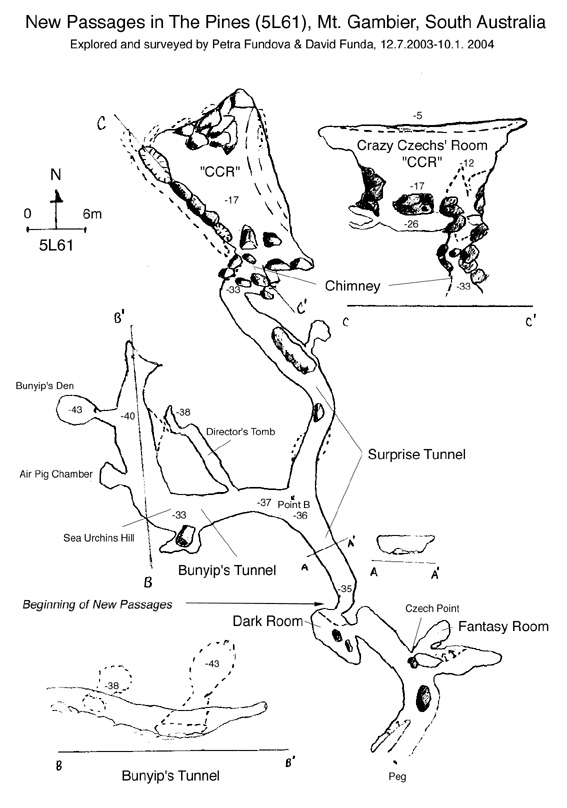 New Passages in The Pines (5L61), Mt. Gambier, South Australia
Explored and surveyed by Petra Fundova & David Funda, 12.7.2003-10.1. 2004
-5
C
Crazy Czechs' Room
"CCR"
-12
"CCR"
-17
-17
N
0 6m
5L61
-26
Chimney
-33
-33
C'
C C'
B'
Bunyip's Den
-43
-40
-38
Director's Tomb
Surprise Tunnel
Air Pig Chamber
-37
Point B
-33
-36
Sea Urchins Hill
A'
A
Bunyip's Tunnel
A A'
B
-35
Beginning of New Passages
Czech Point
Dark Room
Fantasy Room
-43
-38
B B'
Bunyip's Tunnel
Peg